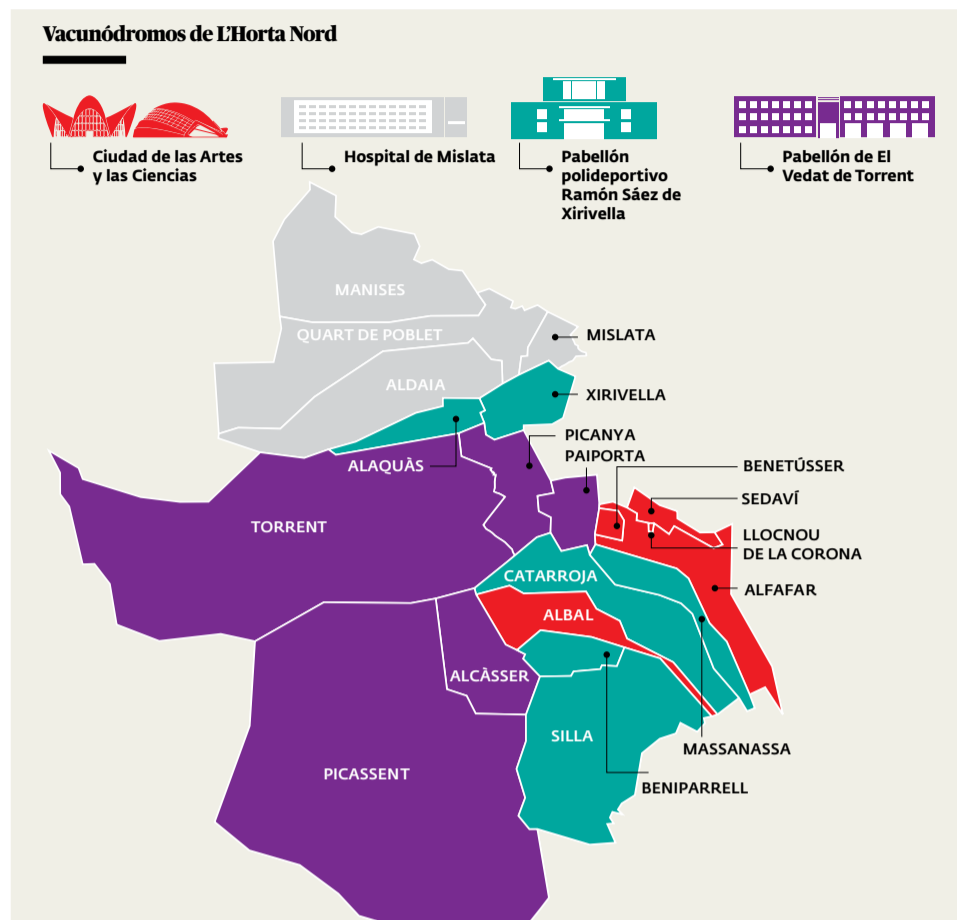 Vacunódromos de L'Horta Nord
Ciudad de las Artes
y las Ciencias
Hospital de Mislata
Pabellón
polideportivo
Ramón Sáez de
Xirivella
Pabellón de El
Vedat de Torrent
MANISES
QUART DE POBLET
MISLATA
ALDAIA
XIRIVELLA
PICANYA
PAIPORTA
ALAQUÀS
BENETÚSSER
SEDAVÍ
TORRENT
LLOCNOU
DE LA CORONA
CATARROJA
ALFAFAR
ALBAL
ALCÀSSER
SILLA
MASSANASSA
PICASSENT
BENIPARRELL